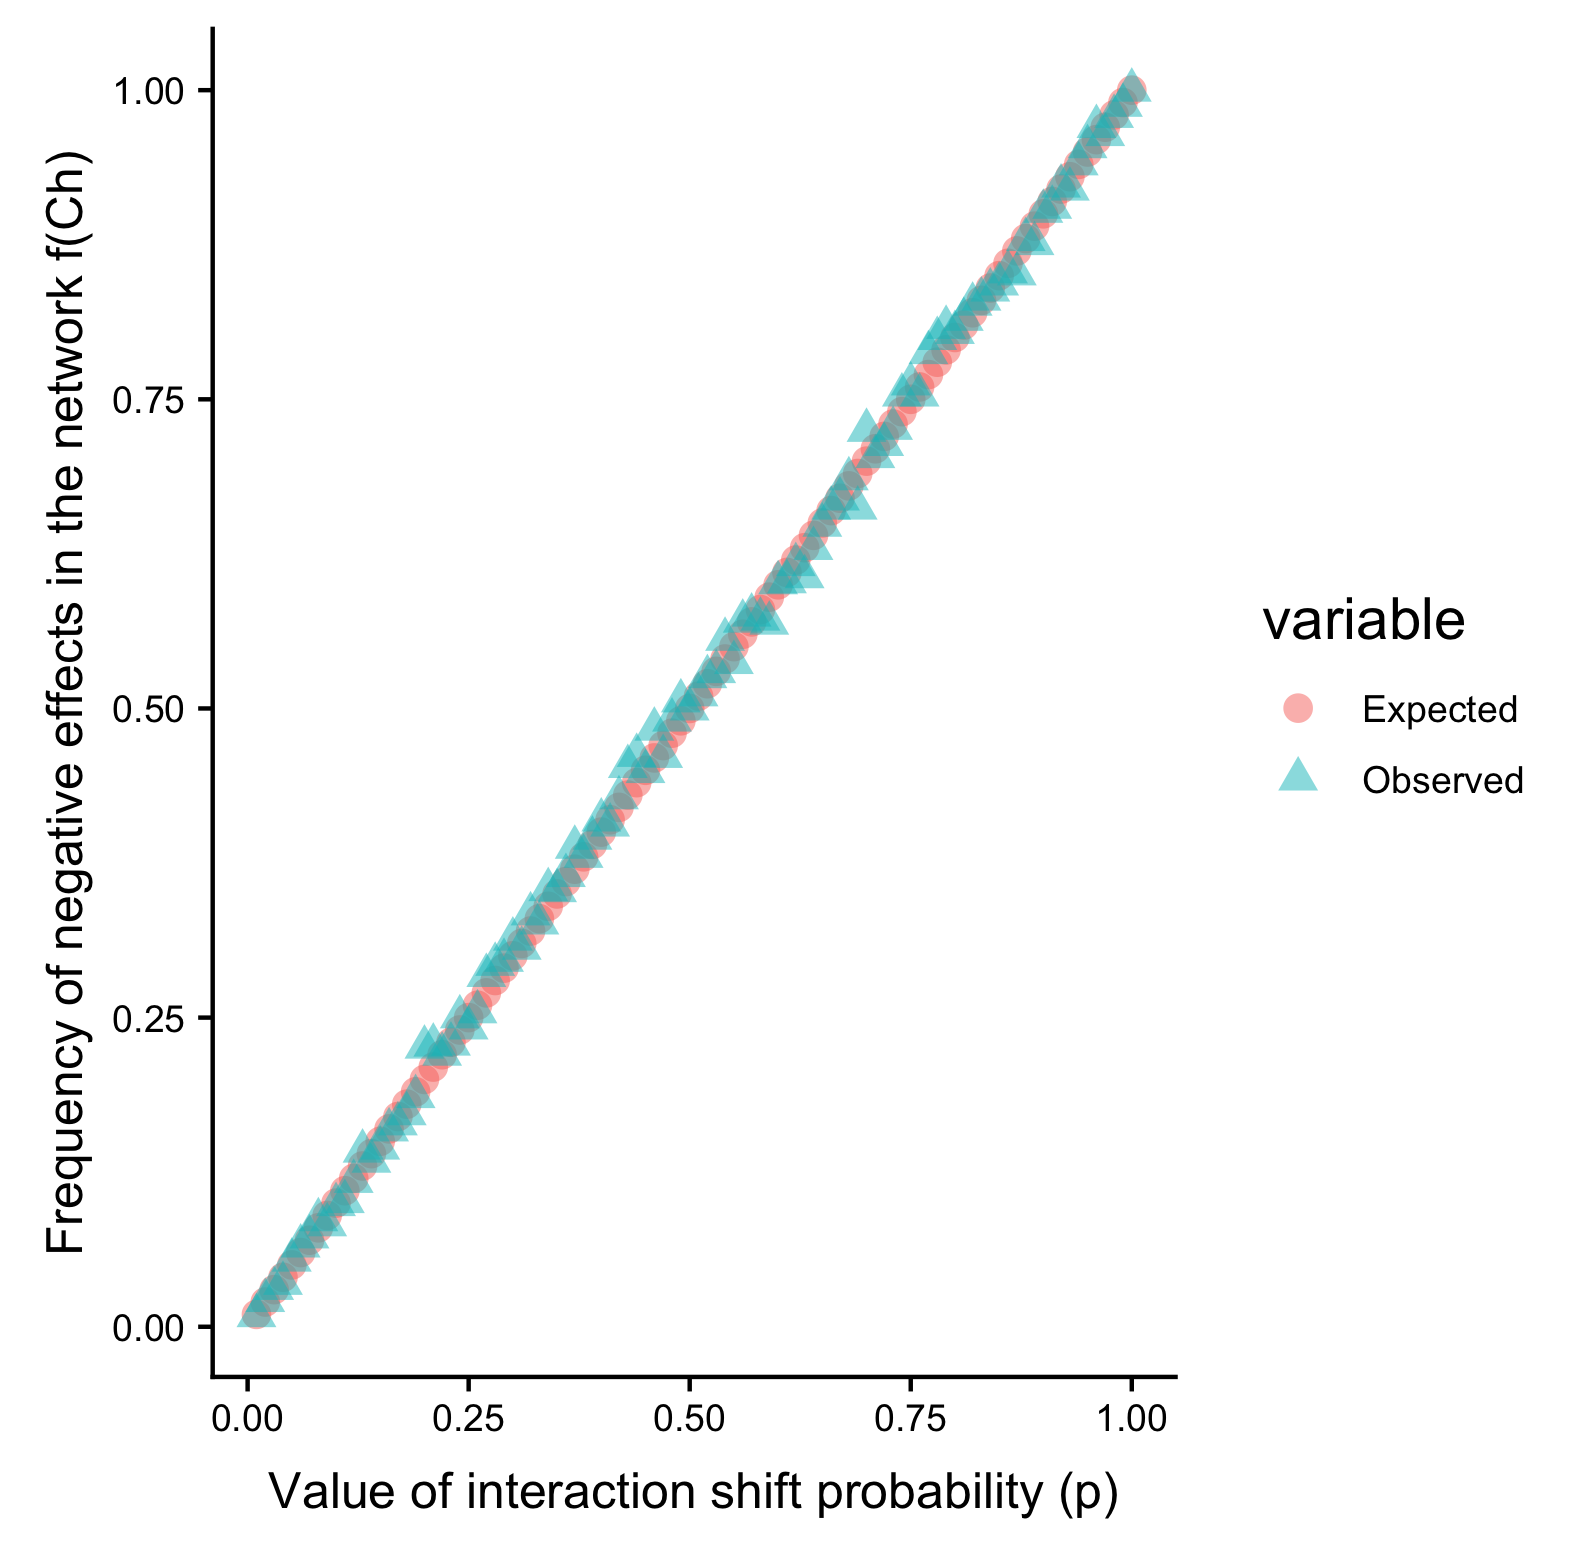 Frequency of negative effects in the network f(Ch)
1.00
0.75
0.50
0.25
0.00
0.00 0.25 0.50 0.75 1.00
Value of interaction shift probability (p)
variable
Expected
Observed